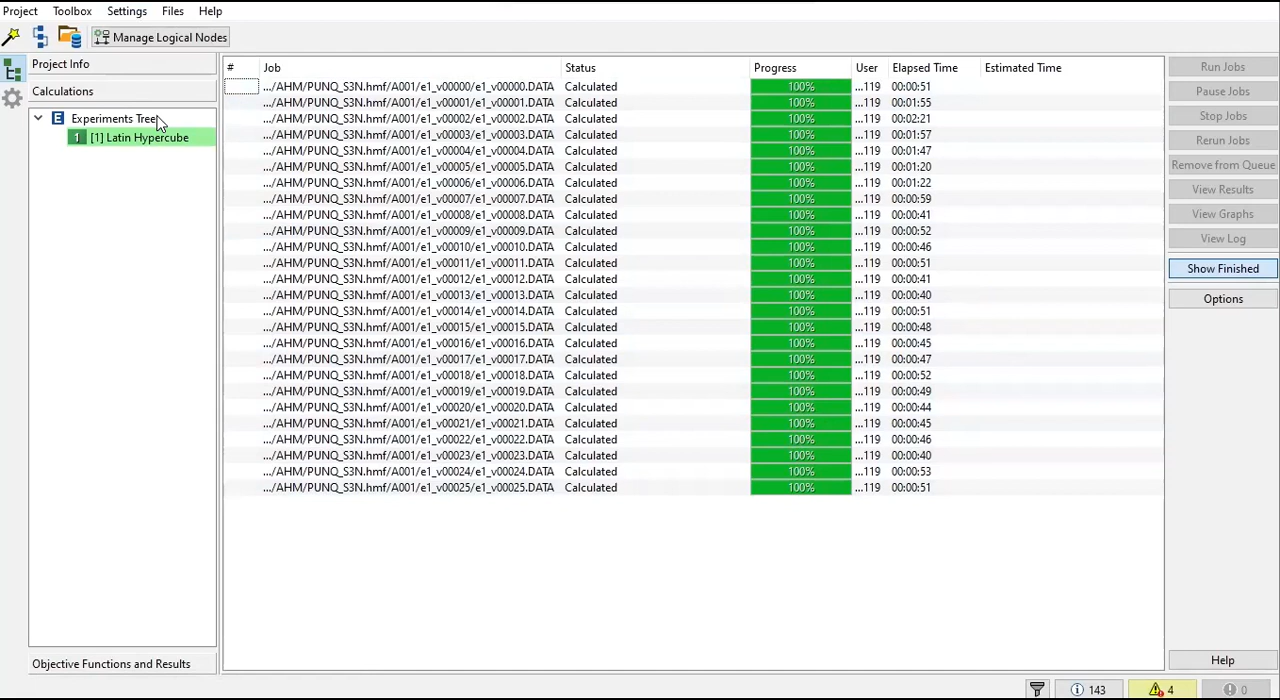 Project Toolbox Settings Files Help
Manage Logical Nodes
Project Info
Calculations
E Experiments Tree
1 [1] Latin Hypercube
Objective Functions and Results
# Job Status Progress User Elapsed Time Estimated Time
.../AHM/PUNQ_S3N.hmf/A001/e1_v00000/e1_v00000.DATA Calculated 100% ...119 00:00:51
.../AHM/PUNQ_S3N.hmf/A001/e1_v00001/e1_v00001.DATA Calculated 100% ...119 00:01:55
.../AHM/PUNQ_S3N.hmf/A001/e1_v00002/e1_v00002.DATA Calculated 100% ...119 00:02:21
.../AHM/PUNQ_S3N.hmf/A001/e1_v00003/e1_v00003.DATA Calculated 100% ...119 00:01:57
.../AHM/PUNQ_S3N.hmf/A001/e1_v00004/e1_v00004.DATA Calculated 100% ...119 00:01:47
.../AHM/PUNQ_S3N.hmf/A001/e1_v00005/e1_v00005.DATA Calculated 100% ...119 00:01:20
.../AHM/PUNQ_S3N.hmf/A001/e1_v00006/e1_v00006.DATA Calculated 100% ...119 00:01:22
.../AHM/PUNQ_S3N.hmf/A001/e1_v00007/e1_v00007.DATA Calculated 100% ...119 00:00:59
.../AHM/PUNQ_S3N.hmf/A001/e1_v00008/e1_v00008.DATA Calculated 100% ...119 00:00:41
.../AHM/PUNQ_S3N.hmf/A001/e1_v00009/e1_v00009.DATA Calculated 100% ...119 00:00:52
.../AHM/PUNQ_S3N.hmf/A001/e1_v00010/e1_v00010.DATA Calculated 100% ...119 00:00:46
.../AHM/PUNQ_S3N.hmf/A001/e1_v00011/e1_v00011.DATA Calculated 100% ...119 00:00:51
.../AHM/PUNQ_S3N.hmf/A001/e1_v00012/e1_v00012.DATA Calculated 100% ...119 00:00:41
.../AHM/PUNQ_S3N.hmf/A001/e1_v00013/e1_v00013.DATA Calculated 100% ...119 00:00:40
.../AHM/PUNQ_S3N.hmf/A001/e1_v00014/e1_v00014.DATA Calculated 100% ...119 00:00:51
.../AHM/PUNQ_S3N.hmf/A001/e1_v00015/e1_v00015.DATA Calculated 100% ...119 00:00:48
.../AHM/PUNQ_S3N.hmf/A001/e1_v00016/e1_v00016.DATA Calculated 100% ...119 00:00:45
.../AHM/PUNQ_S3N.hmf/A001/e1_v00017/e1_v00017.DATA Calculated 100% ...119 00:00:47
.../AHM/PUNQ_S3N.hmf/A001/e1_v00018/e1_v00018.DATA Calculated 100% ...119 00:00:52
.../AHM/PUNQ_S3N.hmf/A001/e1_v00019/e1_v00019.DATA Calculated 100% ...119 00:00:49
.../AHM/PUNQ_S3N.hmf/A001/e1_v00020/e1_v00020.DATA Calculated 100% ...119 00:00:44
.../AHM/PUNQ_S3N.hmf/A001/e1_v00021/e1_v00021.DATA Calculated 100% ...119 00:00:45
.../AHM/PUNQ_S3N.hmf/A001/e1_v00022/e1_v00022.DATA Calculated 100% ...119 00:00:46
.../AHM/PUNQ_S3N.hmf/A001/e1_v00023/e1_v00023.DATA Calculated 100% ...119 00:00:40
.../AHM/PUNQ_S3N.hmf/A001/e1_v00024/e1_v00024.DATA Calculated 100% ...119 00:00:53
.../AHM/PUNQ_S3N.hmf/A001/e1_v00025/e1_v00025.DATA Calculated 100% ...119 00:00:51
Run Jobs
Pause Jobs
Stop Jobs
Rerun Jobs
Remove from Queue
View Results
View Graphs
View Log
Show Finished
Options
Help
143 4 0